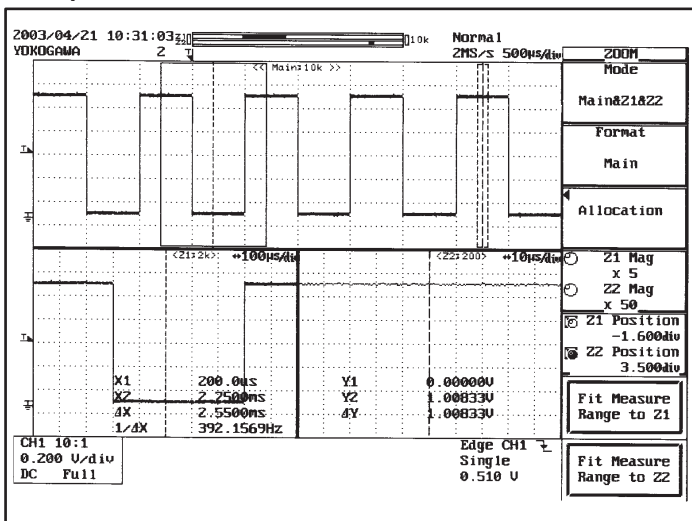 2003/04/21 10:31:03
YOKOGAWA 2
10k
Normal
2MS/s 500µs/div
<< Main:10k >>
<Z1:2k> ↔100µs/div
<Z2:200> ↔10µs/div
X1 200.0us Y1 0.00000V
X2 2.7500ms Y2 1.00833V
ΔX 2.5500ms ΔY 1.00833V
1/ΔX 392.1569Hz
CH1 10:1
0.200 V/div
DC Full
Edge CH1
Single
0.510 V
ZOOM
Mode
Main&Z1&Z2
Format
Main
Allocation
Z1 Mag
x 5
Z2 Mag
x 50
Z1 Position
-1.600div
Z2 Position
3.500div
Fit Measure
Range to Z1
Fit Measure
Range to Z2